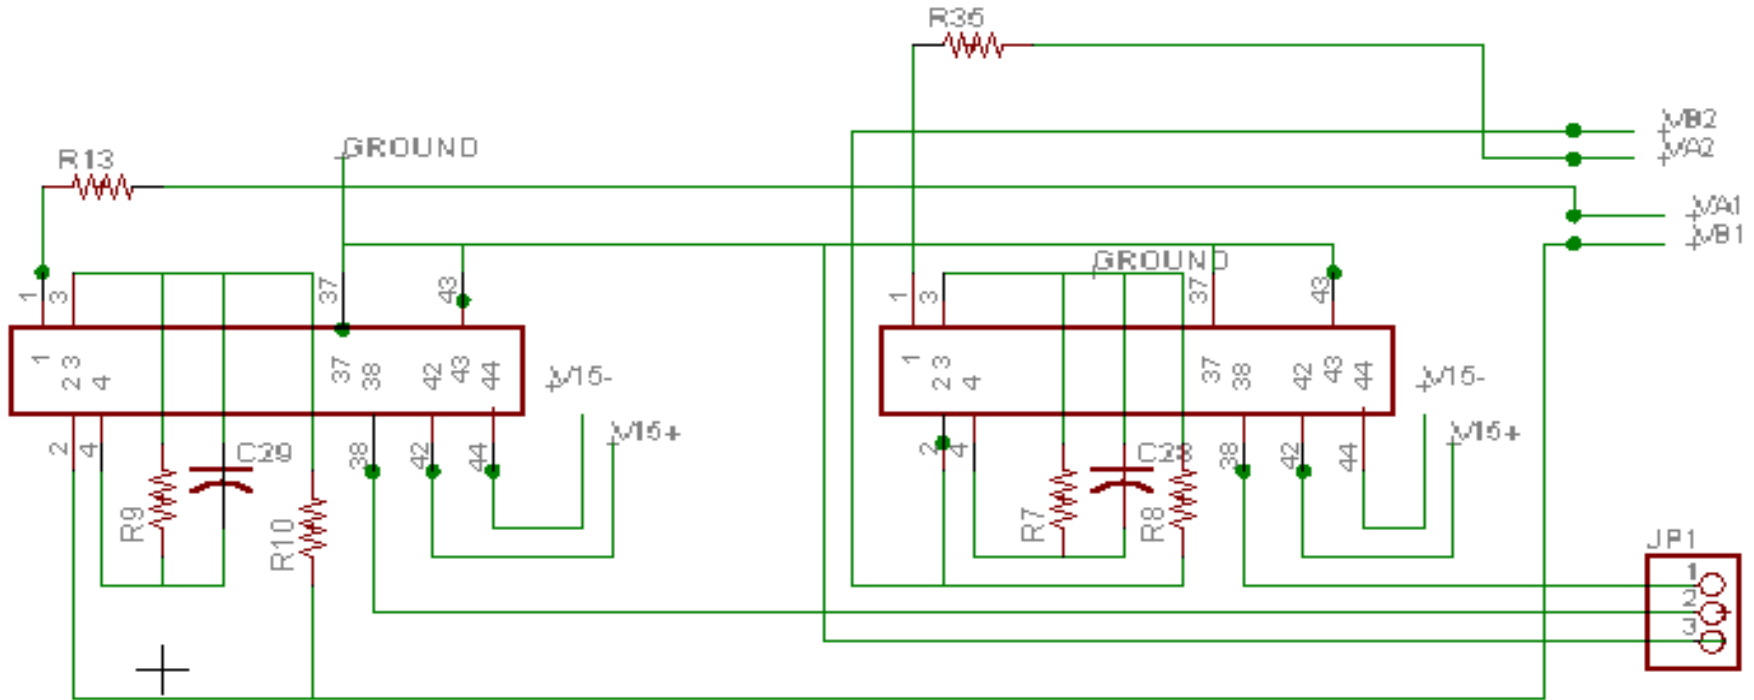 R35
VB2
VA2
GROUND
R13
VA1
VB1
GROUND
1 3 37 43
1 3 37 43
1 2 3 4 37 38 42 43 44
V15-
1 2 3 4 37 38 42 43 44
V15-
V15+
V15+
2 4 38 42 44
C29
2 4 38 42 44
C28
R9
R10
R7
R8
JP1
1
2
3